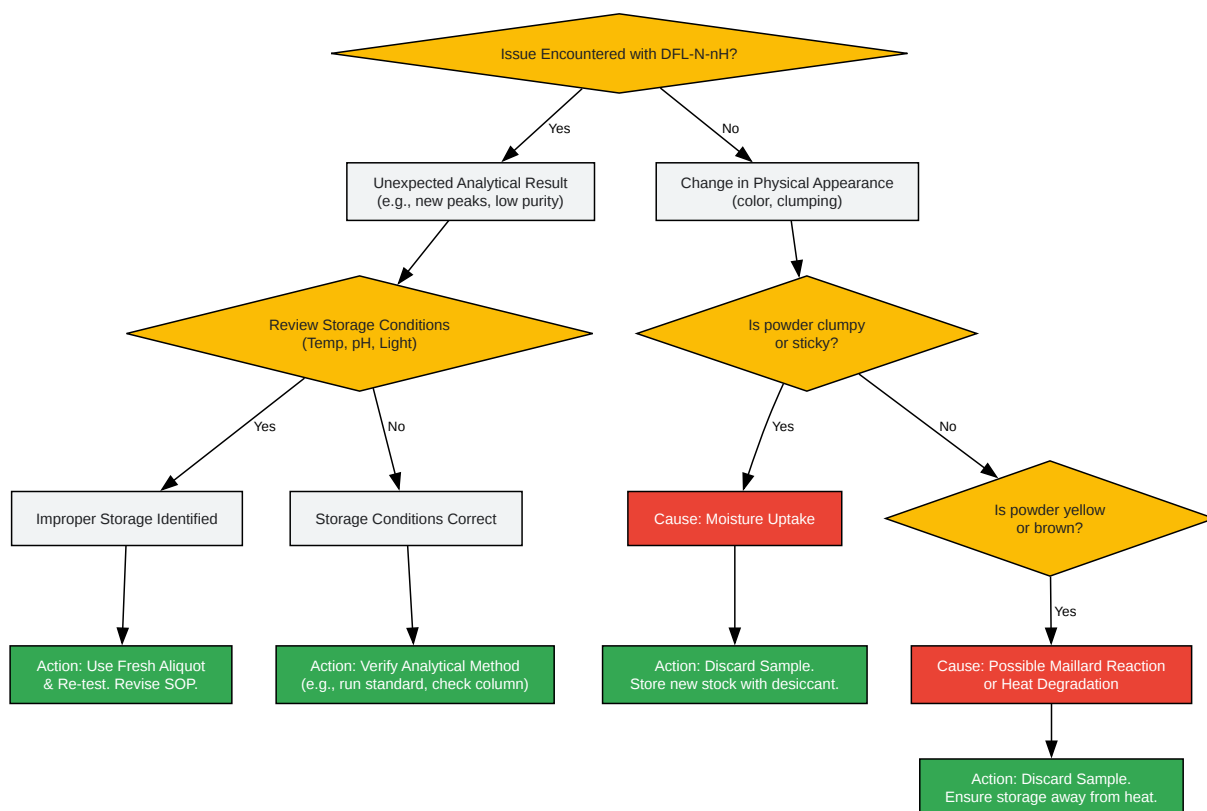 Issue Encountered with DFL-N-nH?
Yes
No
Unexpected Analytical Result
(e.g., new peaks, low purity)
Change in Physical Appearance
(color, clumping)
Review Storage Conditions
(Temp, pH, Light)
Is powder clumpy
or sticky?
Yes
No
Yes
No
Improper Storage Identified
Storage Conditions Correct
Cause: Moisture Uptake
Is powder yellow
or brown?
Yes
Action: Use Fresh Aliquot
& Re-test. Revise SOP.
Action: Verify Analytical Method
(e.g., run standard, check column)
Action: Discard Sample.
Store new stock with desiccant.
Cause: Possible Maillard Reaction
or Heat Degradation
Action: Discard Sample.
Ensure storage away from heat.